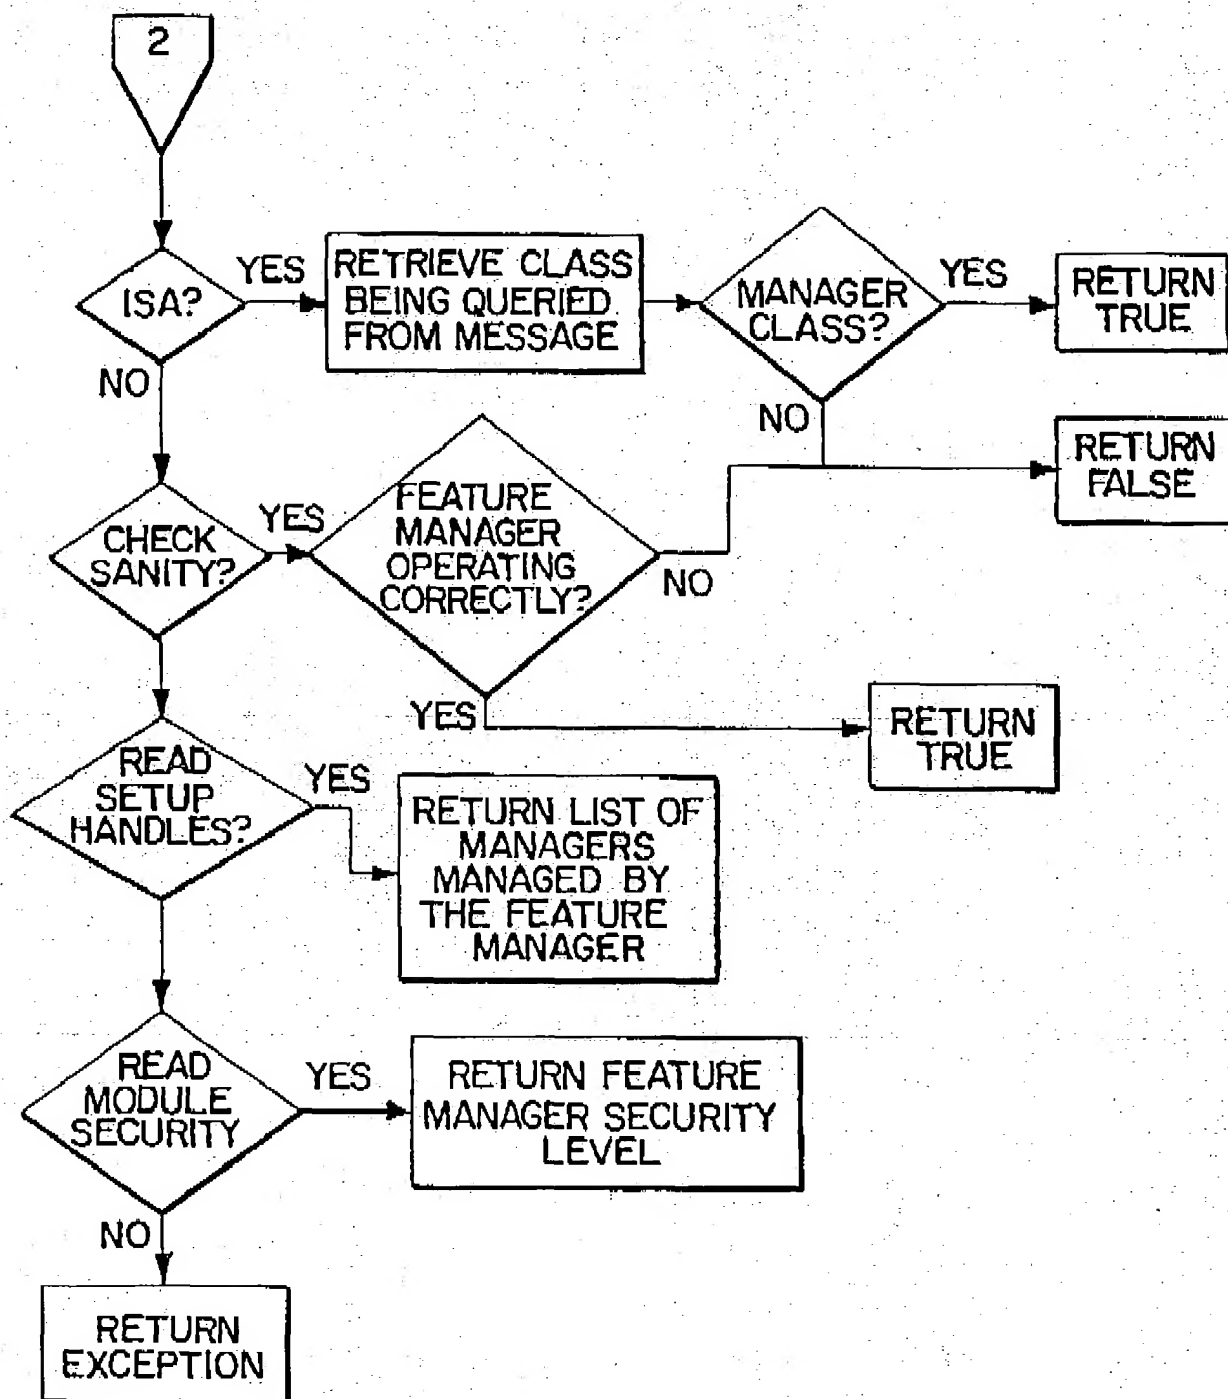 2
ISA?
YES
RETRIEVE CLASS
BEING QUERIED
FROM MESSAGE
MANAGER
CLASS?
YES
RETURN
TRUE
NO
NO
RETURN
FALSE
CHECK
SANITY?
YES
FEATURE
MANAGER
OPERATING
CORRECTLY?
NO
YES
RETURN
TRUE
READ
SETUP
HANDLES?
YES
RETURN LIST OF
MANAGERS
MANAGED BY
THE FEATURE
MANAGER
READ
MODULE
SECURITY
YES
RETURN FEATURE
MANAGER SECURITY
LEVEL
NO
RETURN
EXCEPTION